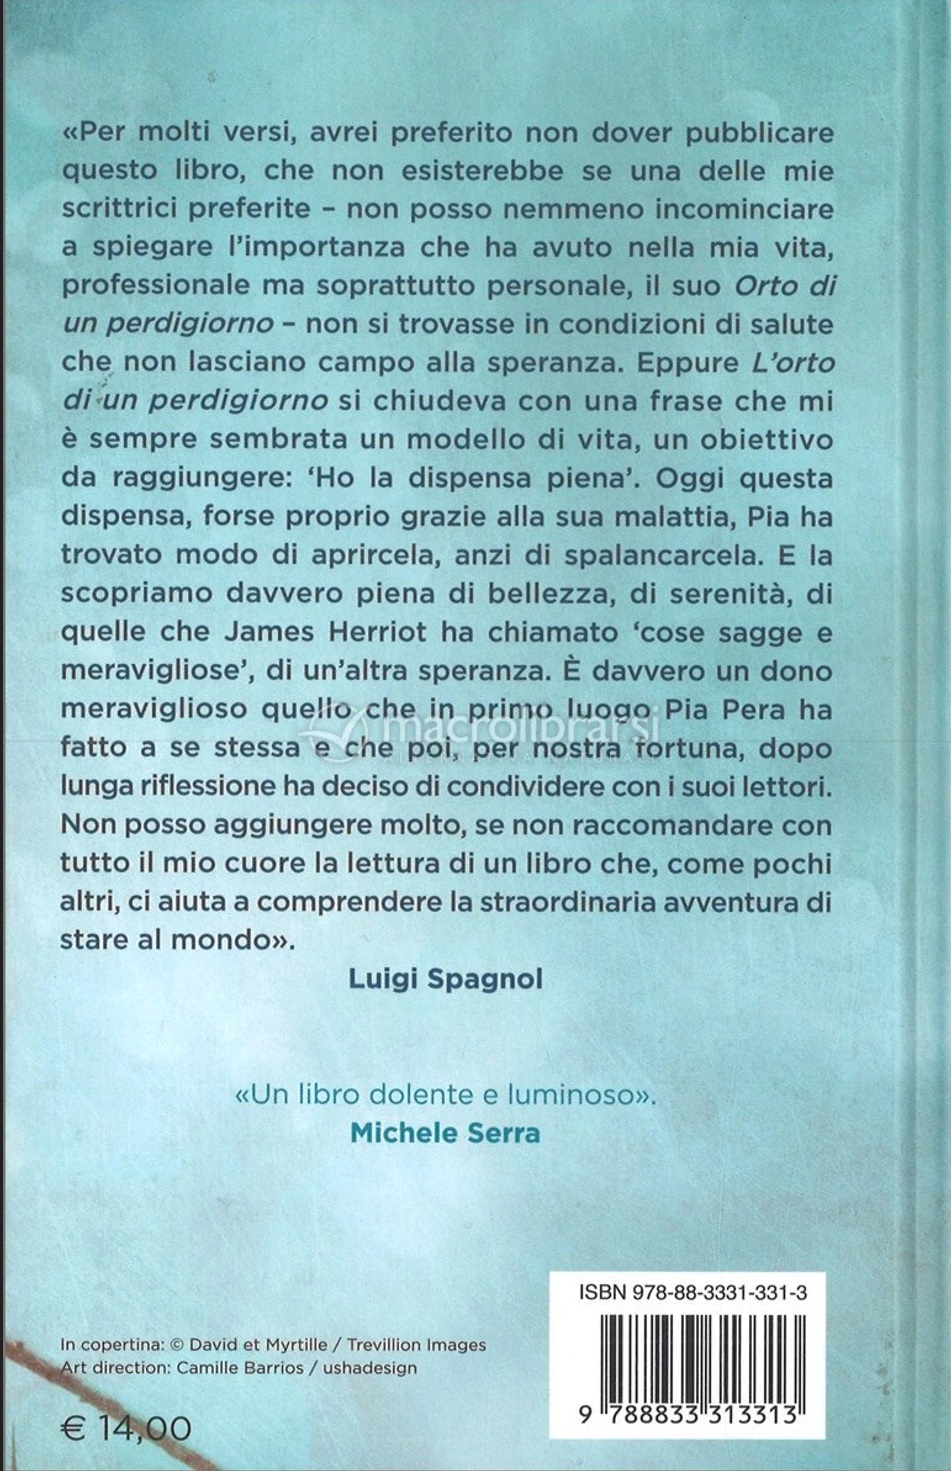 «Per molti versi, avrei preferito non dover pubblicare
questo libro, che non esisterebbe se una delle mie
scrittrici preferite – non posso nemmeno incominciare
a spiegare l’importanza che ha avuto nella mia vita,
professionale ma soprattutto personale, il suo Orto di
un perdigiorno – non si trovasse in condizioni di salute
che non lasciano campo alla speranza. Eppure L’orto
di un perdigiorno si chiudeva con una frase che mi
è sempre sembrata un modello di vita, un obiettivo
da raggiungere: ‘Ho la dispensa piena’. Oggi questa
dispensa, forse proprio grazie alla sua malattia, Pia ha
trovato modo di aprircela, anzi di spalancarcela. E la
scopriamo davvero piena di bellezza, di serenità, di
quelle che James Herriot ha chiamato ‘cose sagge e
meravigliose’, di un’altra speranza. È davvero un dono
meraviglioso quello che in primo luogo Pia Pera ha
macrolibrarsi
fatto a se stessa e che poi, per nostra fortuna, dopo
lunga riflessione ha deciso di condividere con i suoi lettori.
Non posso aggiungere molto, se non raccomandare con
tutto il mio cuore la lettura di un libro che, come pochi
altri, ci aiuta a comprendere la straordinaria avventura di
stare al mondo».
Luigi Spagnol
«Un libro dolente e luminoso».
Michele Serra
ISBN 978-88-3331-331-3
9 788833 313313
In copertina: © David et Myrtille / Trevillion Images
Art direction: Camille Barrios / ushadesign
€ 14,00